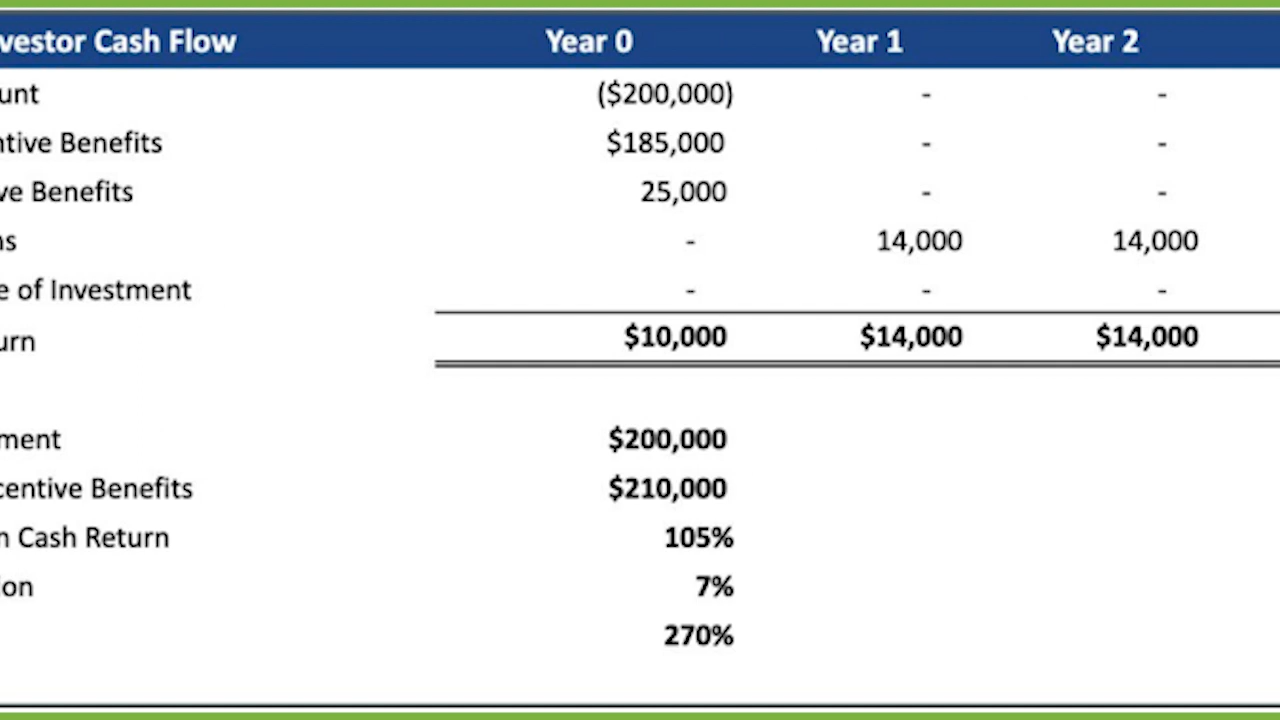 vestor Cash Flow Year 0 Year 1 Year 2
unt ($200,000) - -
ntive Benefits $185,000 - -
ve Benefits 25,000 - -
ns - 14,000 14,000
e of Investment - - -
urn $10,000 $14,000 $14,000
ment $200,000
centive Benefits $210,000
n Cash Return 105%
ion 7%
270%